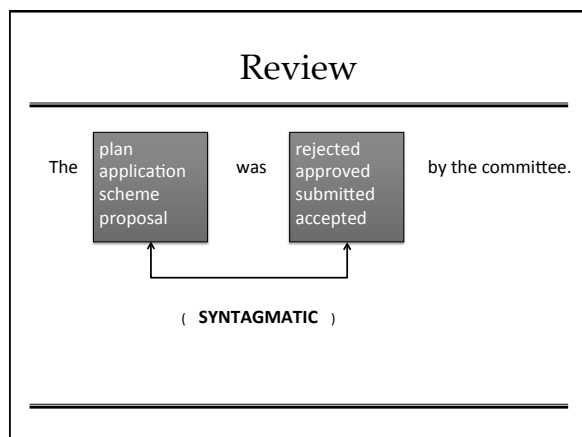 Review
The
plan
application
scheme
proposal
was
rejected
approved
submitted
accepted
by the committee.
( SYNTAGMATIC )